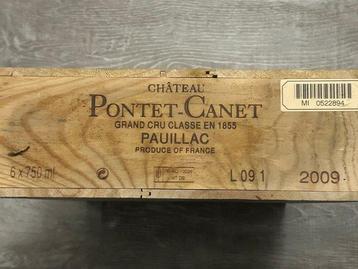 CHÂTEAU
PONTET-CANET
GRAND CRU CLASSÉ EN 1855
PAUILLAC
PRODUCE OF FRANCE
MI 0522894
6 x 750 ml
L 09 1
2009